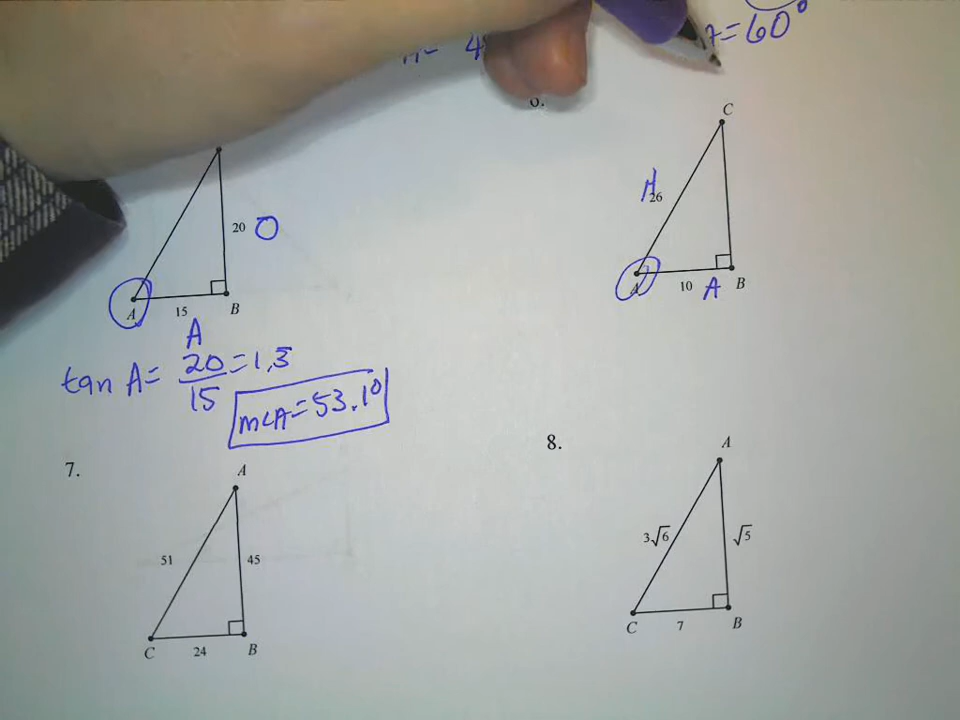 = 4
= 60°
6.
C
20 O
H 26
A 15 B
A
A 10 A B
tan A = 20/15 = 1.3̅
m∠A = 53.1°
7.
8.
A
A
51 45
3√6 √5
C 24 B
C 7 B